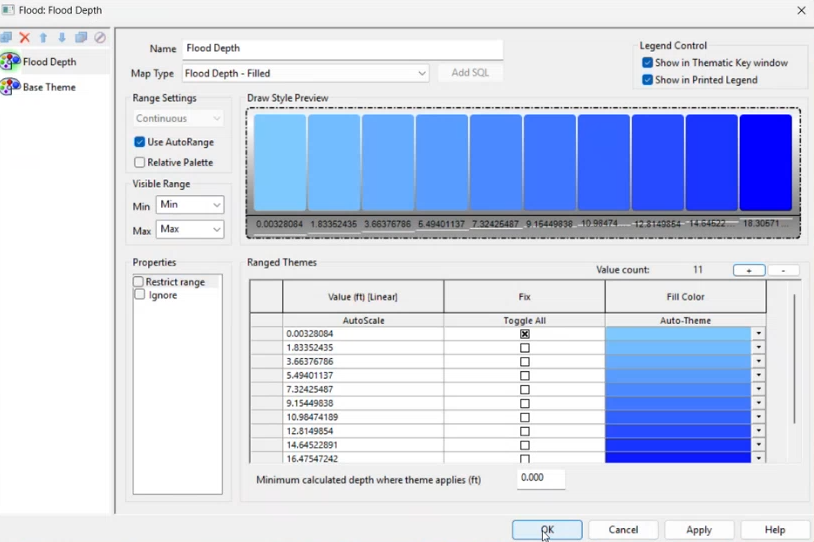 Flood: Flood Depth
Flood Depth
Base Theme
Name Flood Depth
Map Type Flood Depth - Filled Add SQL
Legend Control
Show in Thematic Key window
Show in Printed Legend
Range Settings
Continuous
Use AutoRange
Relative Palette
Visible Range
Min Min
Max Max
Draw Style Preview
0.00328084 1.83352435 3.66376786 5.49401137 7.32425487 9.15449838 10.98474 12.8149854 14.64522 18.30671
Properties
Restrict range
Ignore
Ranged Themes
Value count: 11 + -
Value (ft) [Linear] Fix Fill Color
AutoScale Toggle All Auto-Theme
0.00328084
1.83352435
3.66376786
5.49401137
7.32425487
9.15449838
10.98474189
12.8149854
14.64522891
16.47547242
Minimum calculated depth where theme applies (ft) 0.000
OK Cancel Apply Help